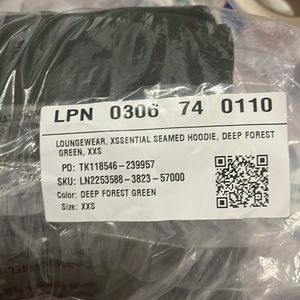 LPN 0306 74 0110
LOUNGEWEAR, XSSENTIAL SEAMED HOODIE, DEEP FOREST
GREEN, XXS
PO: TK118546-239957
SKU: LN2253588-3823-57000
Color: DEEP FOREST GREEN
Size: XXS